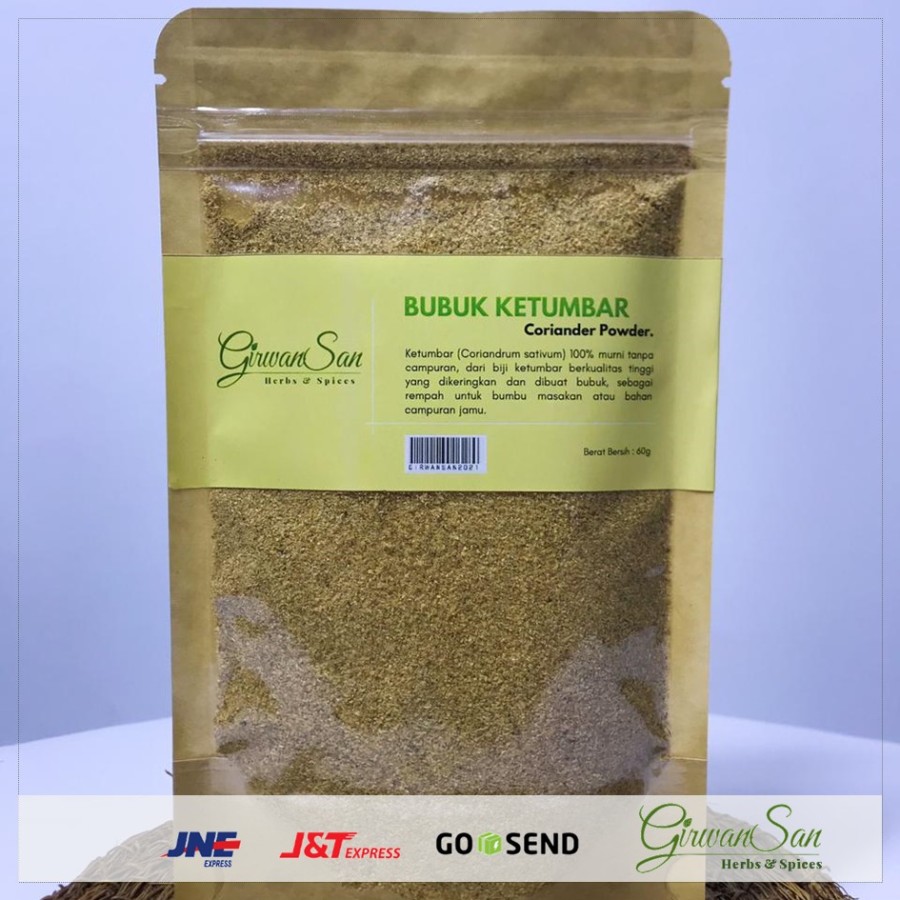 BUBUK KETUMBAR
Coriander Powder.
GirwanSan
Herbs & Spices
Ketumbar (Coriandrum sativum) 100% murni tanpa
campuran, dari biji ketumbar berkualitas tinggi
yang dikeringkan dan dibuat bubuk, sebagai
rempah untuk bumbu masakan atau bahan
campuran jamu.
GIRWANSAN2021
Berat Bersih : 60g
JNE
EXPRESS
J&T EXPRESS
GO SEND
GirwanSan
Herbs & Spices